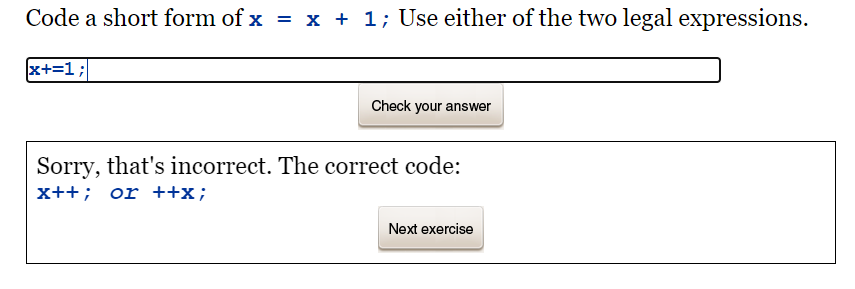 Code a short form of x = x + 1; Use either of the two legal expressions.
x+=1;
Check your answer
Sorry, that's incorrect. The correct code:
x++; or ++x;
Next exercise